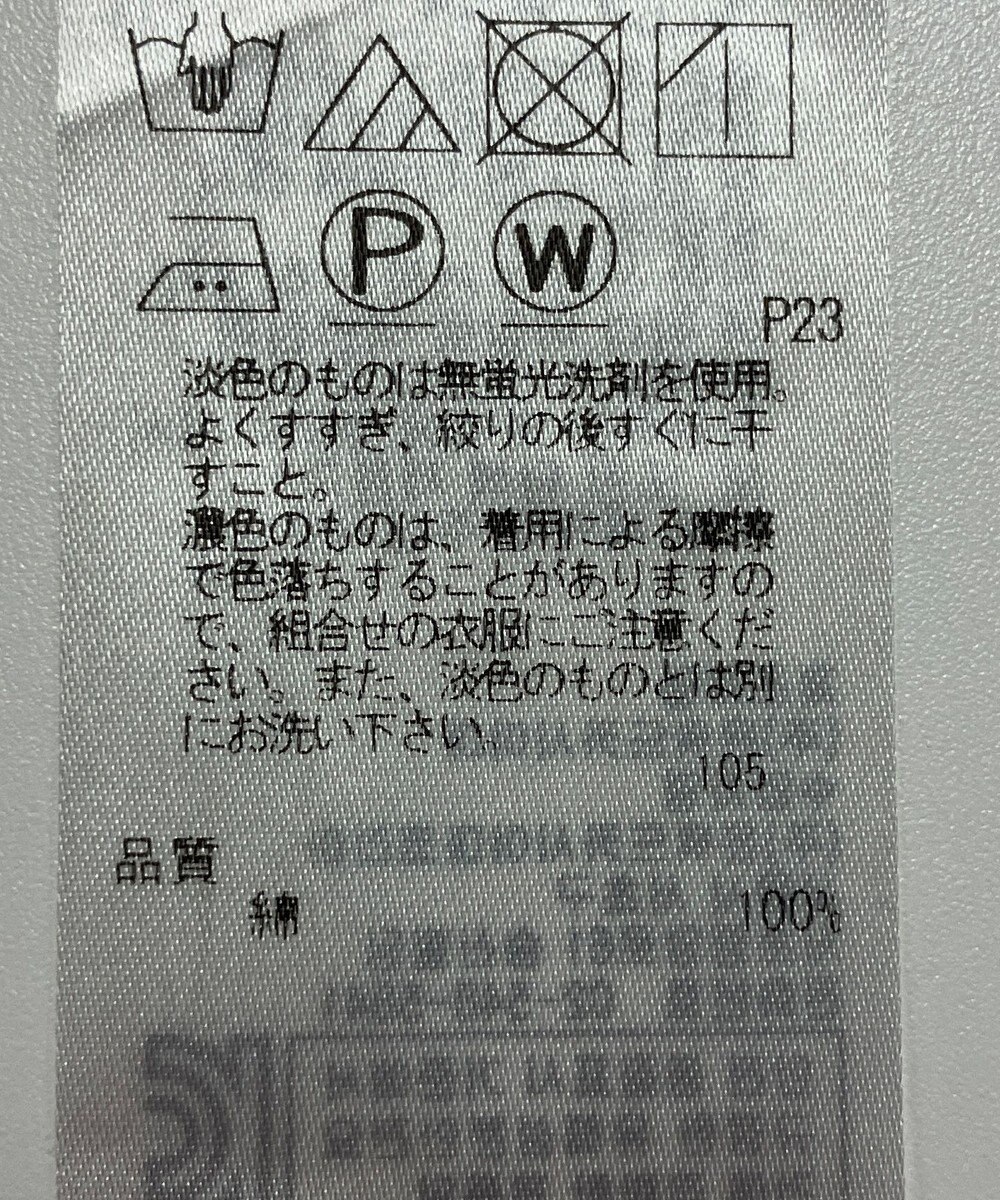 P W
P23
淡色のものは無蛍光洗剤を使用。
よくすすぎ、絞りの後すぐに干
すこと。
濃色のものは、着用による摩擦
で色落ちすることがありますの
で、組合せの衣服にご注意くだ
さい。また、淡色のものとは別
にお洗い下さい。
105
品質
綿 100%